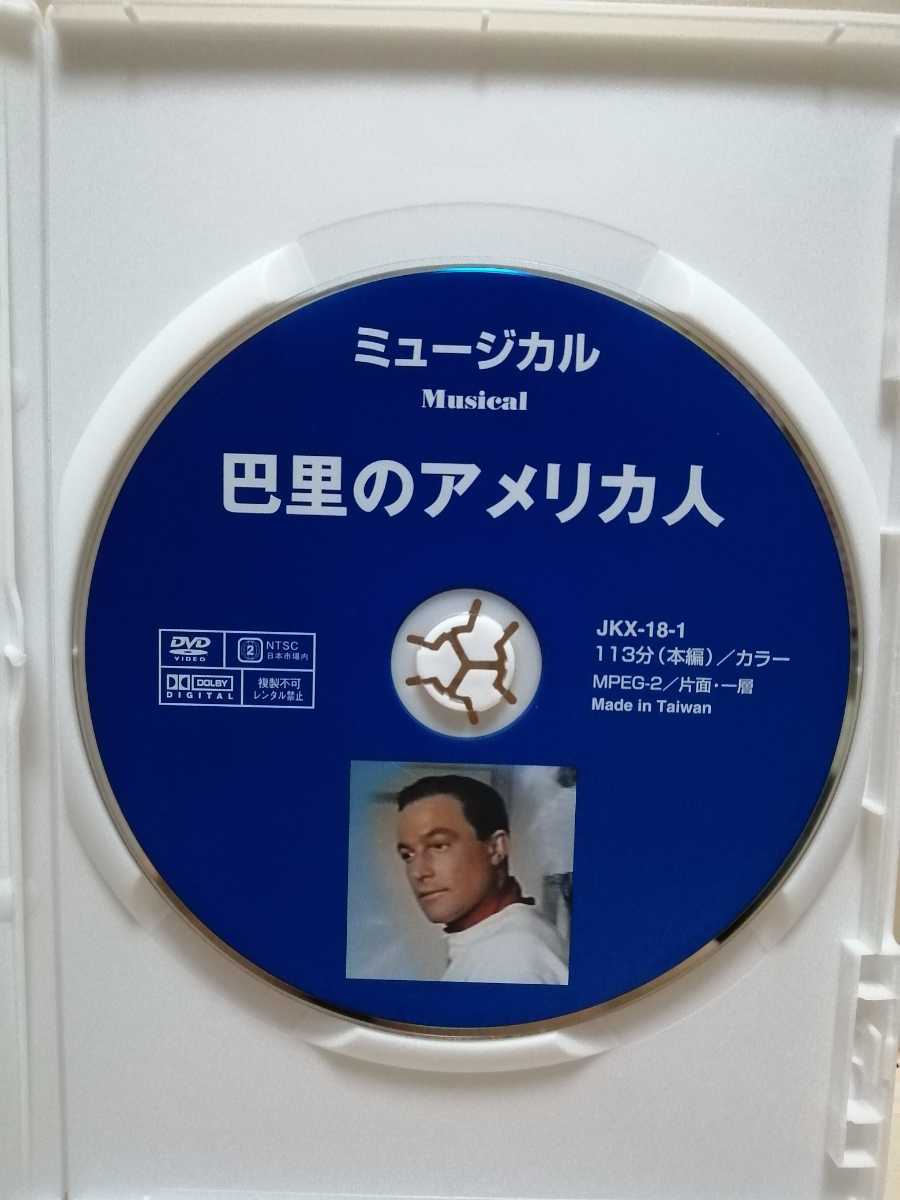 ミュージカル
Musical
巴里のアメリカ人
DVD
VIDEO
2 NTSC
日本市場内
DOLBY
DIGITAL
複製不可
レンタル禁止
JKX-18-1
113分(本編)/カラー
MPEG-2/片面・一層
Made in Taiwan